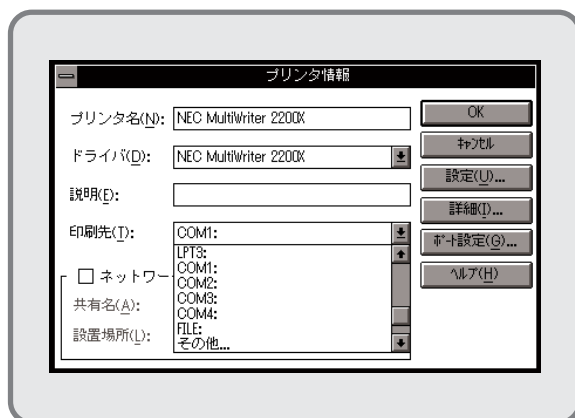 プリンタ情報
プリンタ名(N): NEC MultiWriter 2200X
ドライバ(D): NEC MultiWriter 2200X
説明(E):
印刷先(T): COM1:
LPT3:
COM1:
COM2:
COM3:
COM4:
FILE:
その他...
ネットワー
共有名(A):
設置場所(L):
OK
キャンセル
設定(U)...
詳細(I)...
ポート設定(G)...
ヘルプ(H)